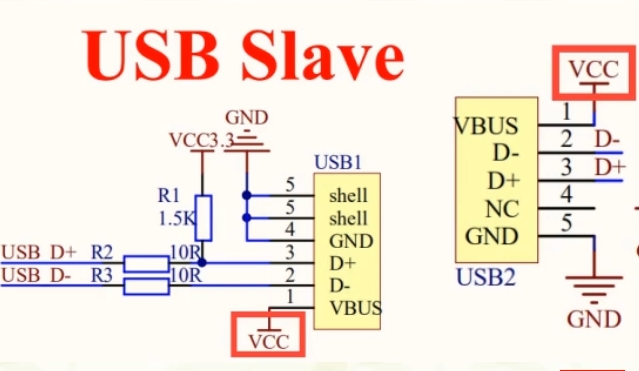 USB Slave
GND
VCC3.3
USB1
R1
1.5K
5 shell
5 shell
4 GND
USB D+ R2 10R 3 D+
USB D- R3 10R 2 D-
1 VBUS
VCC
VCC
VBUS 1
D- 2 D-
D+ 3 D+
NC 4
GND 5
USB2
GND